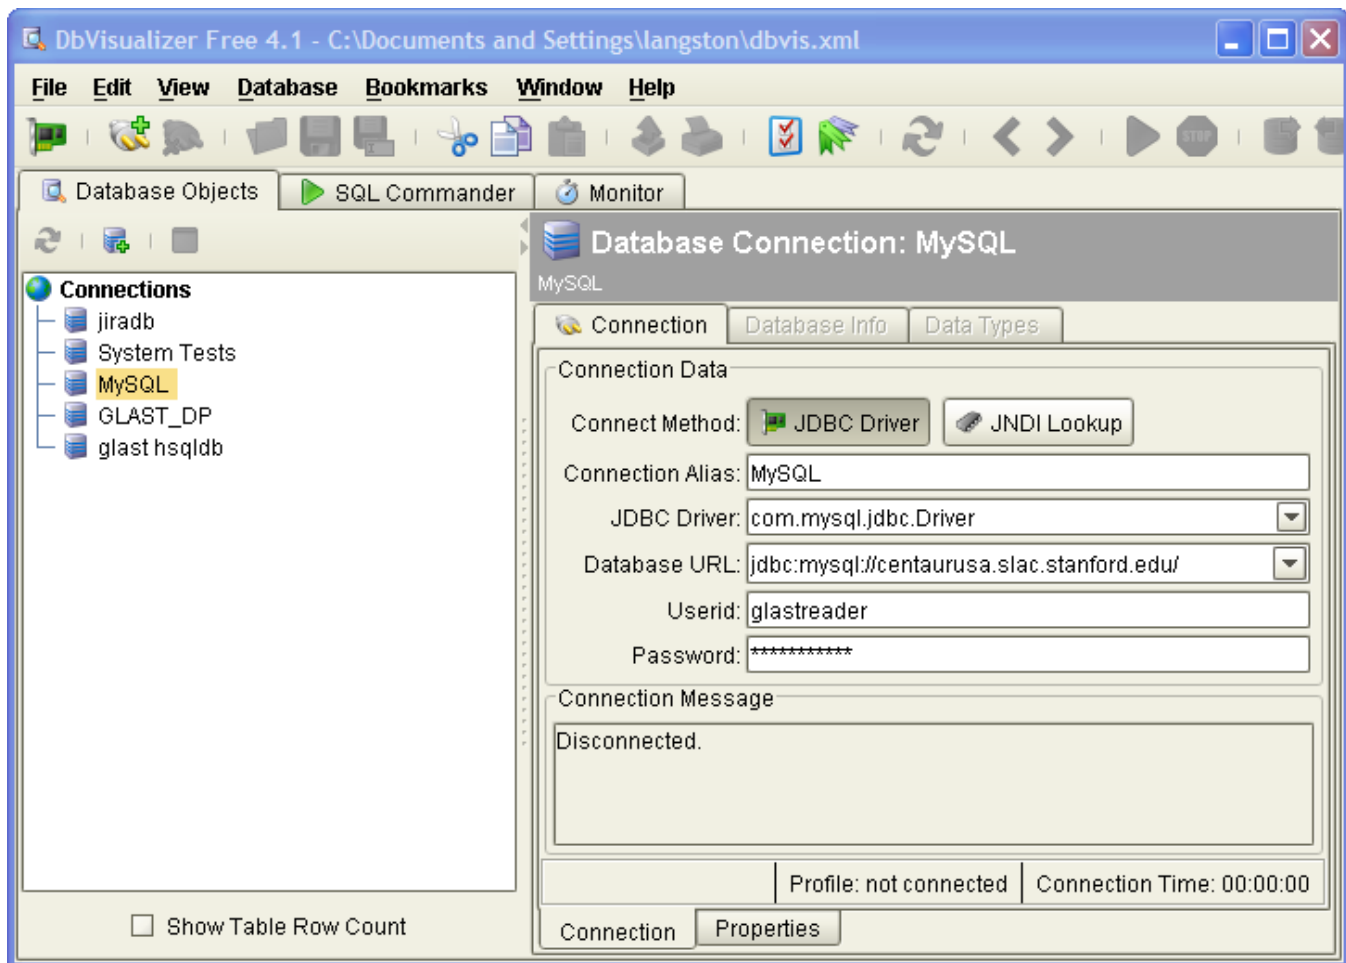 DbVisualizer Free 4.1 - C:\Documents and Settings\langston\dbvis.xml
File Edit View Database Bookmarks Window Help
STOP
Database Objects SQL Commander Monitor
Connections
jiradb
System Tests
MySQL
GLAST_DP
glast hsqldb
Show Table Row Count
Database Connection: MySQL
MySQL
Connection Database Info Data Types
Connection Data
Connect Method: JDBC Driver JNDI Lookup
Connection Alias: MySQL
JDBC Driver: com.mysql.jdbc.Driver
Database URL: jdbc:mysql://centaurusa.slac.stanford.edu/
Userid: glastreader
Password: ***********
Connection Message
Disconnected.
Profile: not connected Connection Time: 00:00:00
Connection Properties